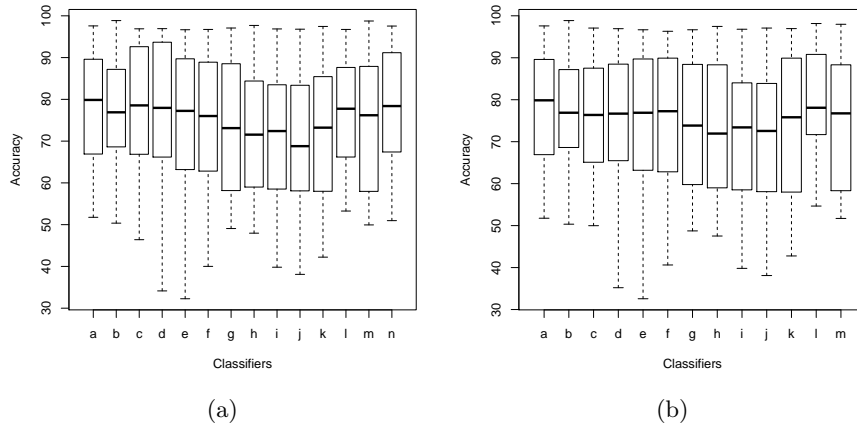 100
90
80
70
60
50
40
30
Accuracy
a b c d e f g h i j k l m n
Classifiers
(a)
100
90
80
70
60
50
40
30
Accuracy
a b c d e f g h i j k l m
Classifiers
(b)